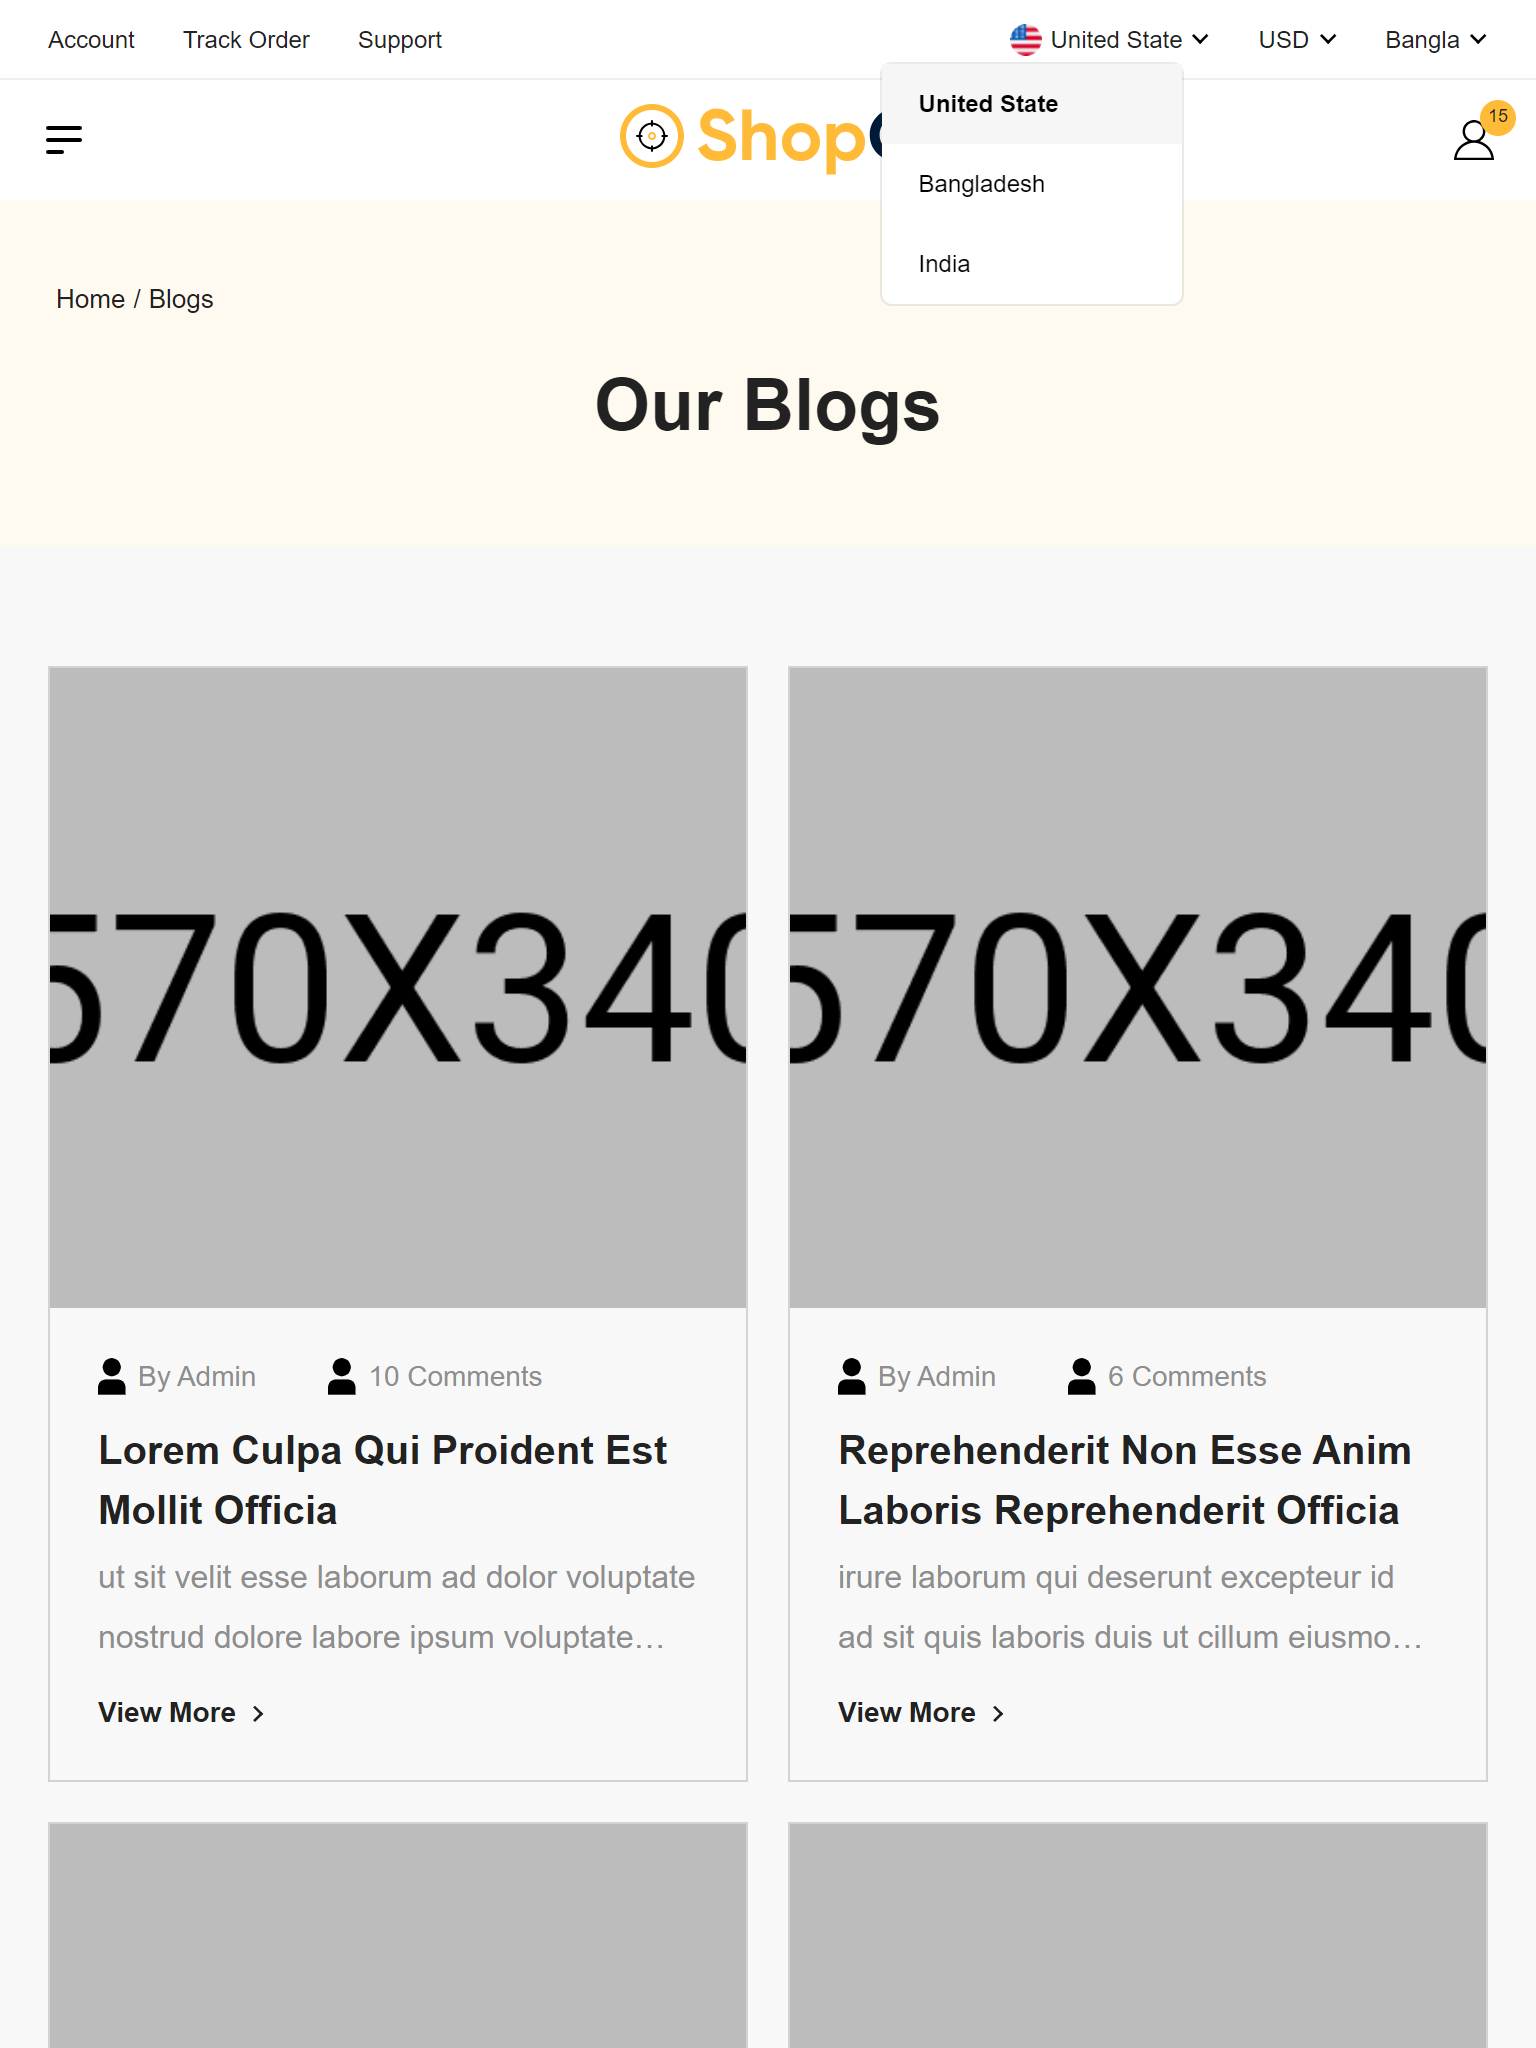 Account Track Order Support United State USD Bangla
United State
Shop
15
Bangladesh
India
Home / Blogs
Our Blogs
570X340 570X340
By Admin 10 Comments
Lorem Culpa Qui Proident Est
Mollit Officia
ut sit velit esse laborum ad dolor voluptate
nostrud dolore labore ipsum voluptate…
View More
By Admin 6 Comments
Reprehenderit Non Esse Anim
Laboris Reprehenderit Officia
irure laborum qui deserunt excepteur id
ad sit quis laboris duis ut cillum eiusmo…
View More